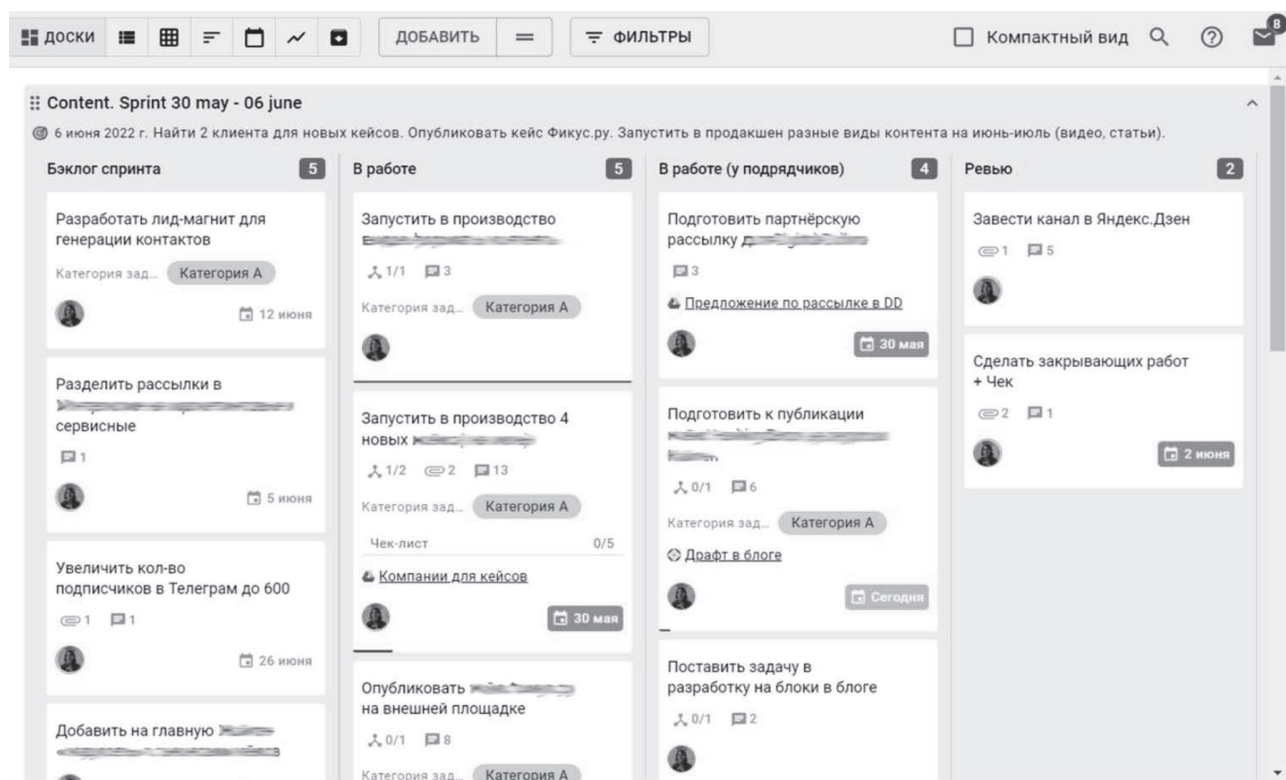 ДОСКИ
ДОБАВИТЬ
ФИЛЬТРЫ
Компактный вид
8
Content. Sprint 30 may - 06 june
6 июня 2022 г. Найти 2 клиента для новых кейсов. Опубликовать кейс Фикус.ру. Запустить в продакшен разные виды контента на июнь-июль (видео, статьи).
Бэклог спринта 5
Разработать лид-магнит для
генерации контактов
Категория зад... Категория A
12 июня
Разделить рассылки в
сервисные
1
5 июня
Увеличить кол-во
подписчиков в Телеграм до 600
1 1
26 июня
Добавить на главную
В работе 5
Запустить в производство
1/1 3
Категория зад... Категория A
Запустить в производство 4
новых
1/2 2 13
Категория зад... Категория A
Чек-лист 0/5
Компании для кейсов
30 мая
Опубликовать
на внешней площадке
0/1 8
Категория зад... Категория A
В работе (у подрядчиков) 4
Подготовить партнёрскую
рассылку
3
Предложение по рассылке в DD
30 мая
Подготовить к публикации
0/1 6
Категория зад... Категория A
Драфт в блоге
Сегодня
Поставить задачу в
разработку на блоки в блоге
0/1 2
Ревью 2
Завести канал в Яндекс.Дзен
1 5
Сделать закрывающих работ
+ Чек
2 1
2 июня